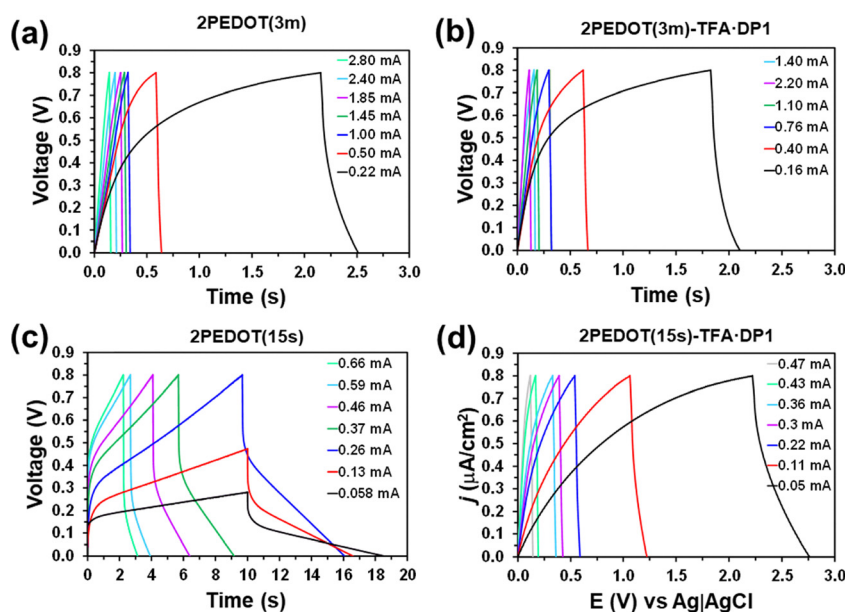 (a)
2PEDOT(3m)
Voltage (V)
0.9
0.8
0.7
0.6
0.5
0.4
0.3
0.2
0.1
0.0
2.80 mA
2.40 mA
1.85 mA
1.45 mA
1.00 mA
0.50 mA
0.22 mA
0.0 0.5 1.0 1.5 2.0 2.5 3.0
Time (s)
(b)
2PEDOT(3m)-TFA·DP1
Voltage (V)
0.9
0.8
0.7
0.6
0.5
0.4
0.3
0.2
0.1
0.0
1.40 mA
2.20 mA
1.10 mA
0.76 mA
0.40 mA
0.16 mA
0.0 0.5 1.0 1.5 2.0 2.5 3.0
Time (s)
(c)
2PEDOT(15s)
Voltage (V)
0.9
0.8
0.7
0.6
0.5
0.4
0.3
0.2
0.1
0.0
0.66 mA
0.59 mA
0.46 mA
0.37 mA
0.26 mA
0.13 mA
0.058 mA
0 2 4 6 8 10 12 14 16 18 20
Time (s)
(d)
2PEDOT(15s)-TFA·DP1
j (µA/cm²)
0.9
0.8
0.7
0.6
0.5
0.4
0.3
0.2
0.1
0.0
0.47 mA
0.43 mA
0.36 mA
0.3 mA
0.22 mA
0.11 mA
0.05 mA
0.0 0.5 1.0 1.5 2.0 2.5 3.0
E (V) vs Ag|AgCl